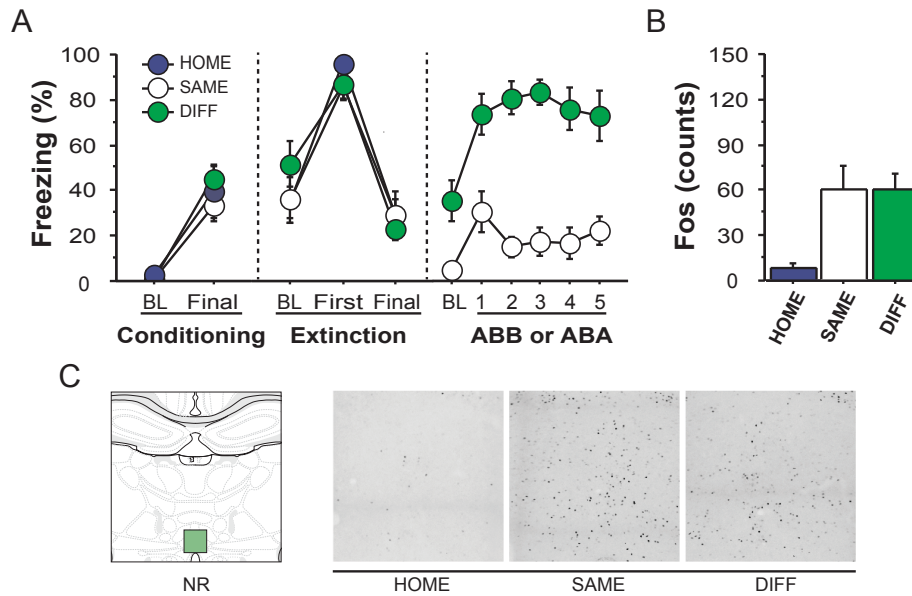 A
Freezing (%)
100
80
60
40
20
0
HOME
SAME
DIFF
BL Final
Conditioning
BL First Final
Extinction
BL 1 2 3 4 5
ABB or ABA
B
Fos (counts)
150
120
90
60
30
0
HOME
SAME
DIFF
C
NR
HOME SAME DIFF